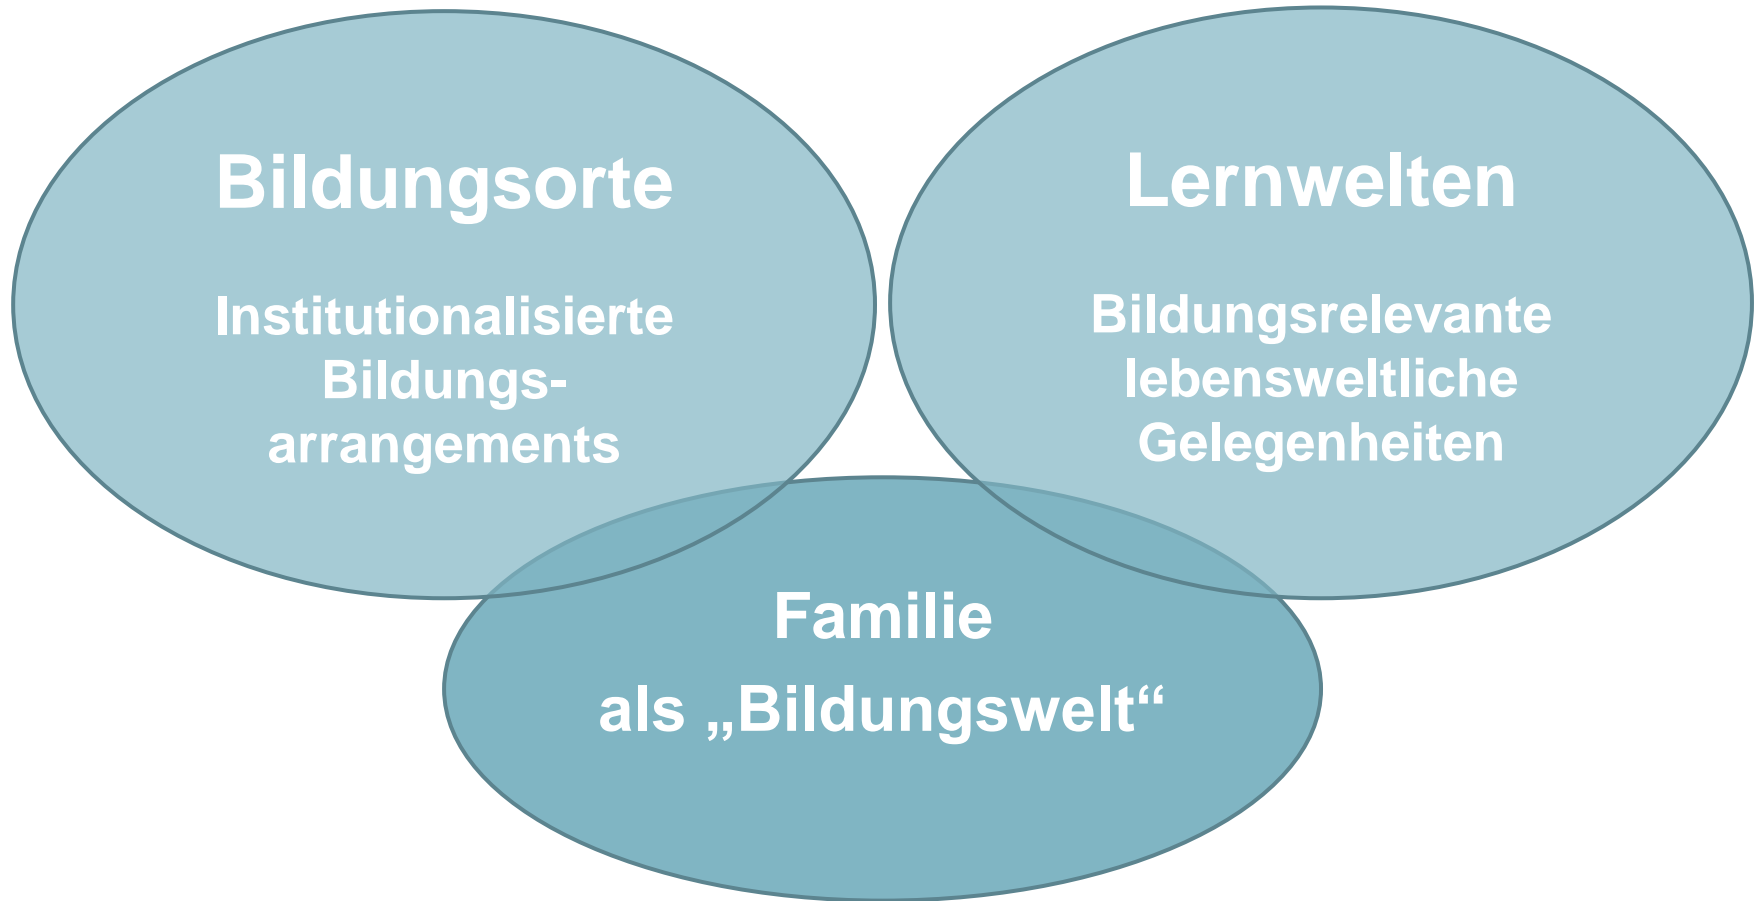 Bildungsorte
Institutionalisierte
Bildungs-
arrangements
Lernwelten
Bildungsrelevante
lebensweltliche
Gelegenheiten
Familie
als „Bildungswelt“